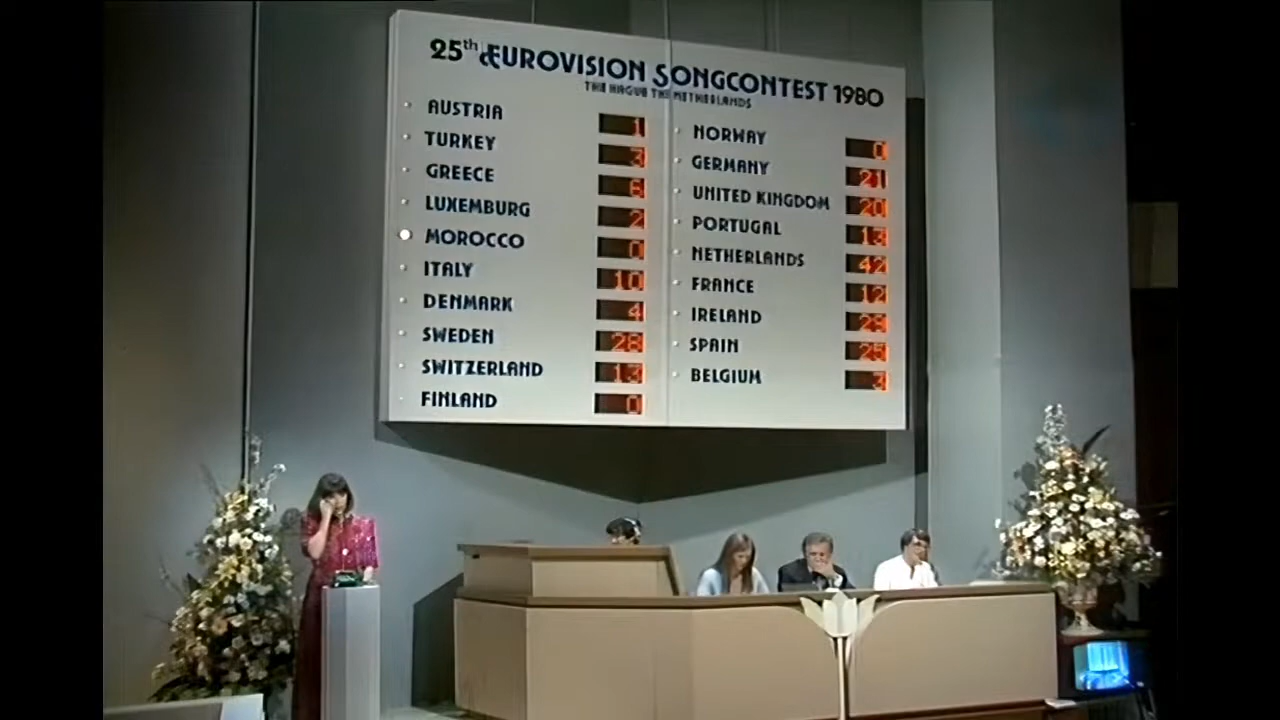 25th EUROVISION SONGCONTEST 1980
THE HAGUE THE NETHERLANDS
AUSTRIA 1
TURKEY 3
GREECE 6
LUXEMBURG 2
MOROCCO 0
ITALY 10
DENMARK 4
SWEDEN 28
SWITZERLAND 13
FINLAND 0
NORWAY 0
GERMANY 21
UNITED KINGDOM 20
PORTUGAL 13
NETHERLANDS 42
FRANCE 12
IRELAND 29
SPAIN 25
BELGIUM 3